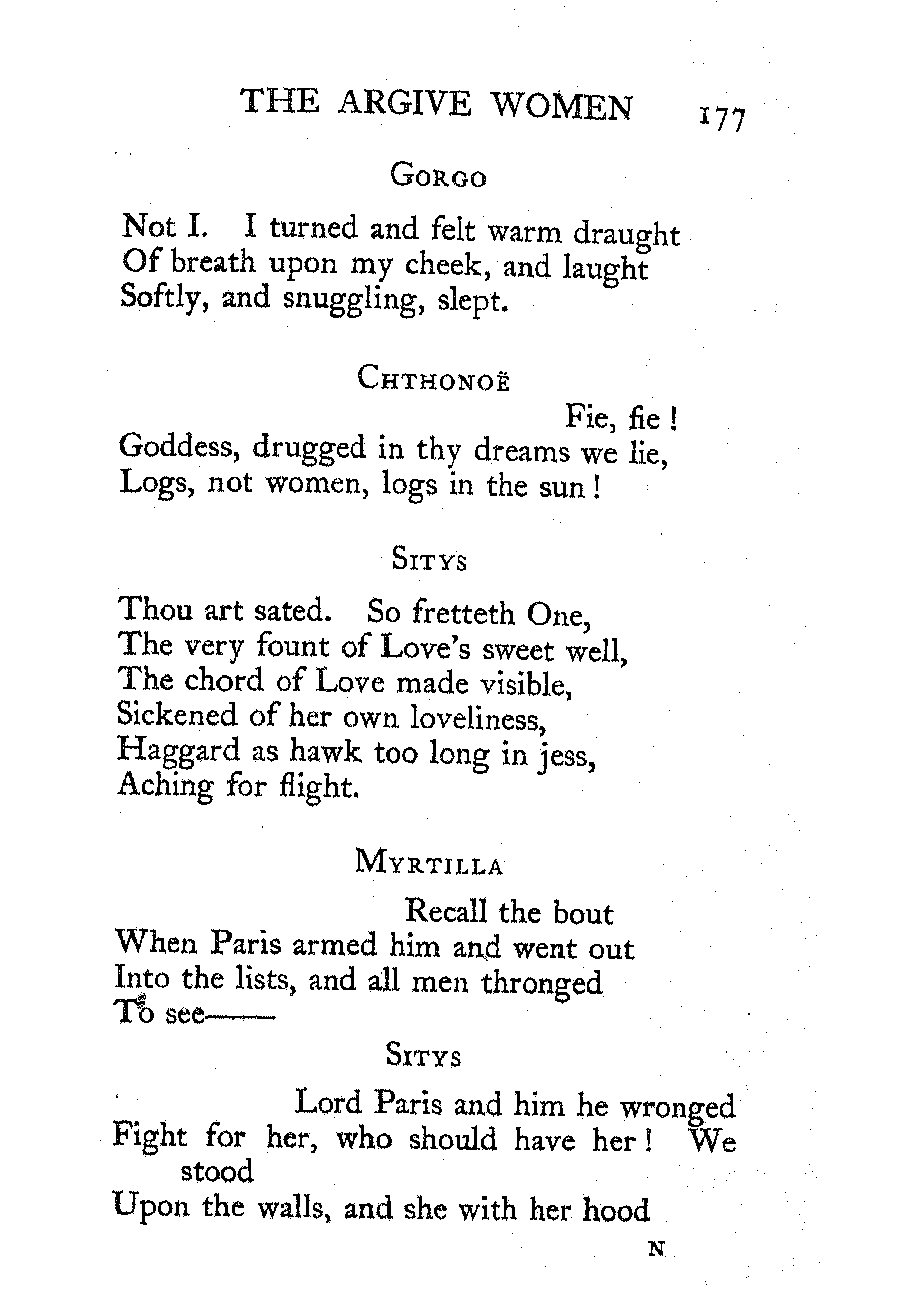 THE ARGIVE WOMEN 177
GORGO
Not I. I turned and felt warm draught
Of breath upon my cheek, and laught
Softly, and snuggling, slept.
CHTHONOË
Fie, fie !
Goddess, drugged in thy dreams we lie,
Logs, not women, logs in the sun !
SITYS
Thou art sated. So fretteth One,
The very fount of Love's sweet well,
The chord of Love made visible,
Sickened of her own loveliness,
Haggard as hawk too long in jess,
Aching for flight.
MYRTILLA
Recall the bout
When Paris armed him and went out
Into the lists, and all men thronged
To see——
SITYS
Lord Paris and him he wronged
Fight for her, who should have her ! We
stood
Upon the walls, and she with her hood
N